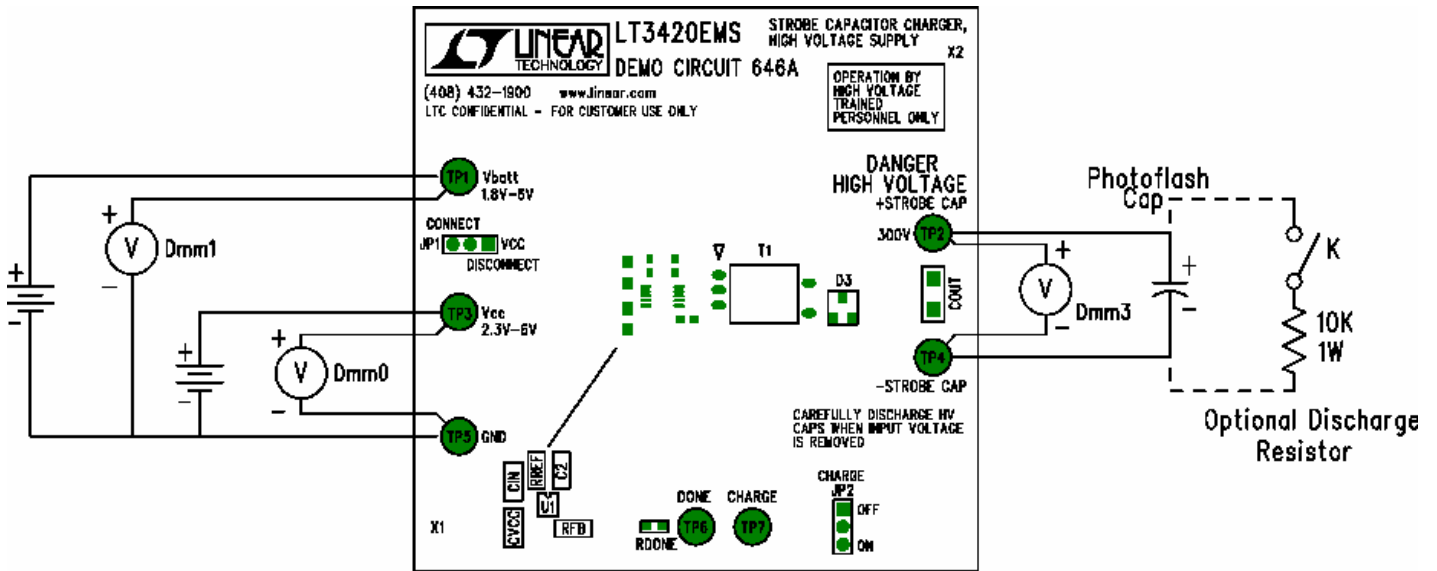 LINEAR
TECHNOLOGY
LT3420EMS
DEMO CIRCUIT 646A
STROBE CAPACITOR CHARGER,
HIGH VOLTAGE SUPPLY
X2
(408) 432-1900 www.linear.com
LTC CONFIDENTIAL - FOR CUSTOMER USE ONLY
OPERATION BY
HIGH VOLTAGE
TRAINED
PERSONNEL ONLY
TP1 Vbatt
1.8V-6V
CONNECT
JP1 VCC
DISCONNECT
TP3 Vcc
2.3V-6V
TP5 GND
+
V Dmm1
-
+
-
+
-
+
V Dmm0
-
DANGER
HIGH VOLTAGE
+STROBE CAP
300V TP2
T1
D3
COUT
TP4
-STROBE CAP
CAREFULLY DISCHARGE HV
CAPS WHEN INPUT VOLTAGE
IS REMOVED
+
V Dmm3
-
Photoflash
Cap
+
-
K
10K
1W
Optional Discharge
Resistor
CIN
RREF
C2
U1
CVCC
RFB
X1
DONE CHARGE
TP6 TP7
RDONE
CHARGE
JP2
OFF
ON